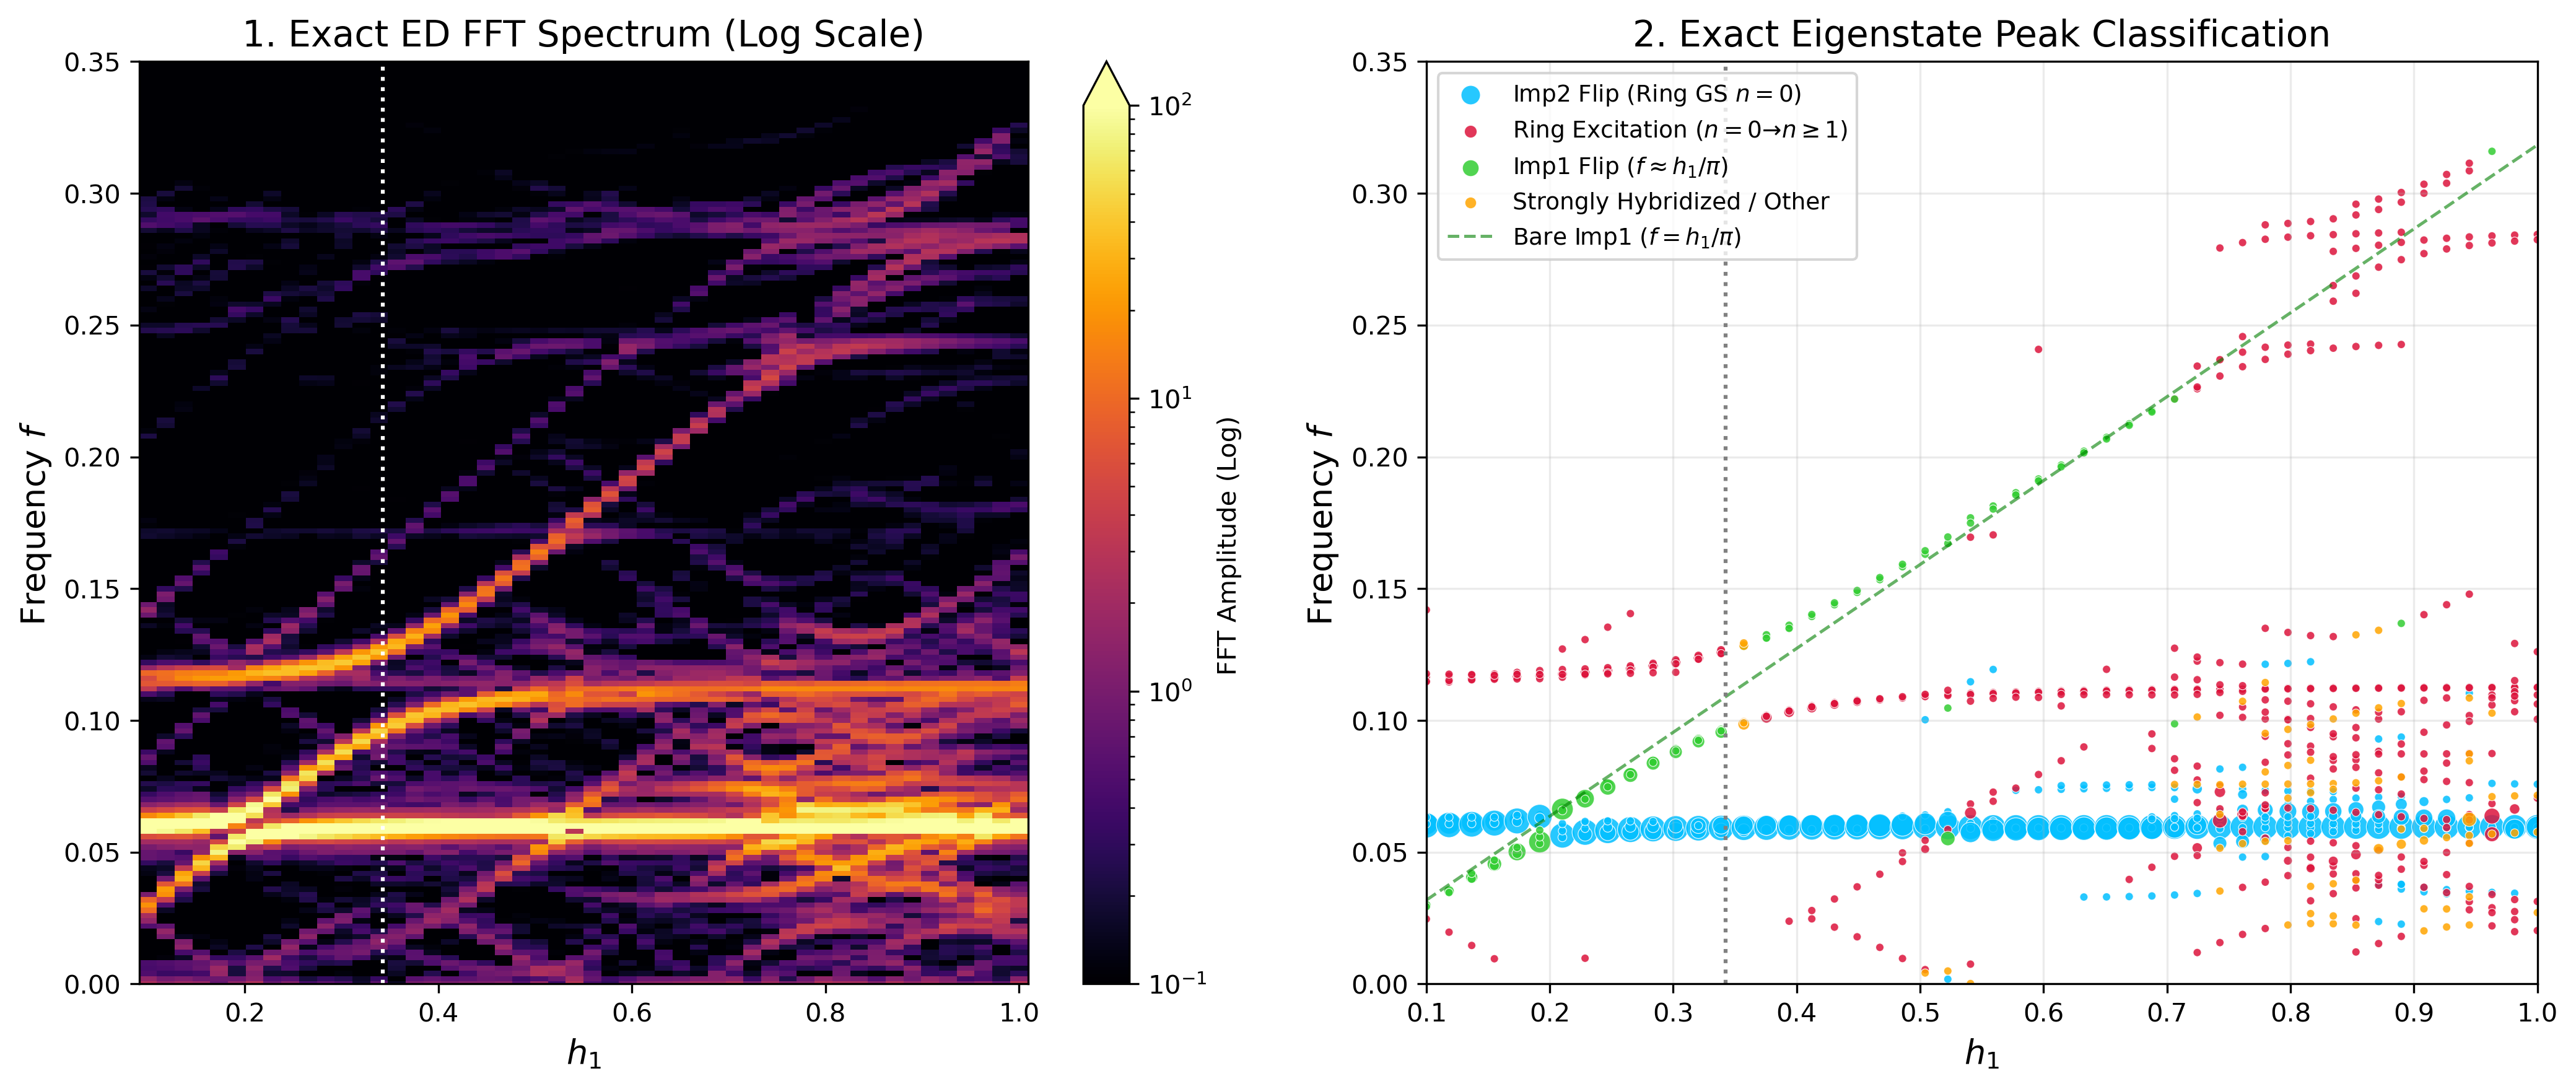 1. Exact ED FFT Spectrum (Log Scale)
Frequency f
0.35
0.30
0.25
0.20
0.15
0.10
0.05
0.00
0.2
0.4
0.6
0.8
1.0
h₁
10²
10¹
10⁰
10⁻¹
FFT Amplitude (Log)
2. Exact Eigenstate Peak Classification
Imp2 Flip (Ring GS n = 0)
Ring Excitation (n = 0→n ≥ 1)
Imp1 Flip (f ≈ h₁/π)
Strongly Hybridized / Other
Bare Imp1 (f = h₁/π)
Frequency f
0.35
0.30
0.25
0.20
0.15
0.10
0.05
0.00
0.1
0.2
0.3
0.4
0.5
0.6
0.7
0.8
0.9
1.0
h₁